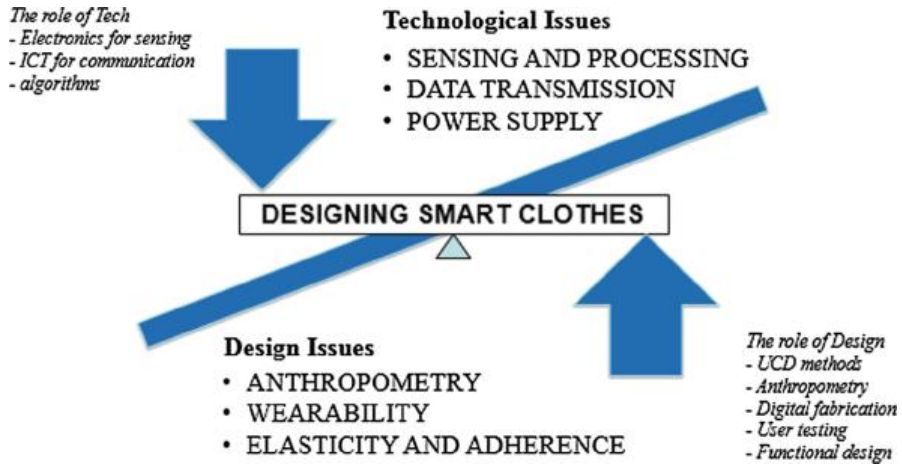 The role of Tech
- Electronics for sensing
- ICT for communication
- algorithms
Technological Issues
• SENSING AND PROCESSING
• DATA TRANSMISSION
• POWER SUPPLY
DESIGNING SMART CLOTHES
Design Issues
• ANTHROPOMETRY
• WEARABILITY
• ELASTICITY AND ADHERENCE
The role of Design
- UCD methods
- Anthropometry
- Digital fabrication
- User testing
- Functional design